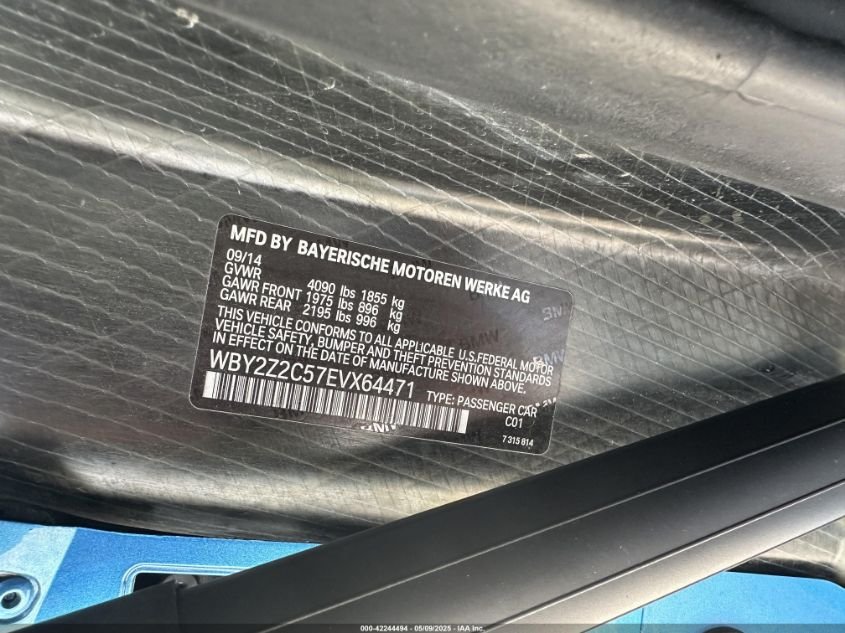 MFD BY BAYERISCHE MOTOREN WERKE AG
09/14
GVWR 4090 lbs 1855 kg
GAWR FRONT 1975 lbs 896 kg
GAWR REAR 2195 lbs 996 kg
THIS VEHICLE CONFORMS TO ALL APPLICABLE U.S.FEDERAL MOTOR
VEHICLE SAFETY, BUMPER AND THEFT PREVENTION STANDARDS
IN EFFECT ON THE DATE OF MANUFACTURE SHOWN ABOVE.
WBY2Z2C57EVX64471
TYPE: PASSENGER CAR
C01
7 315 814
000-42244494 - 05/09/2025 - IAA Inc.